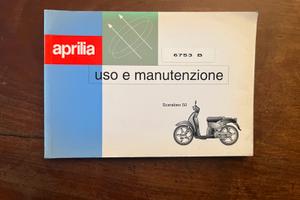 aprilia
6753 B
uso e manutenzione
Scarabeo 50